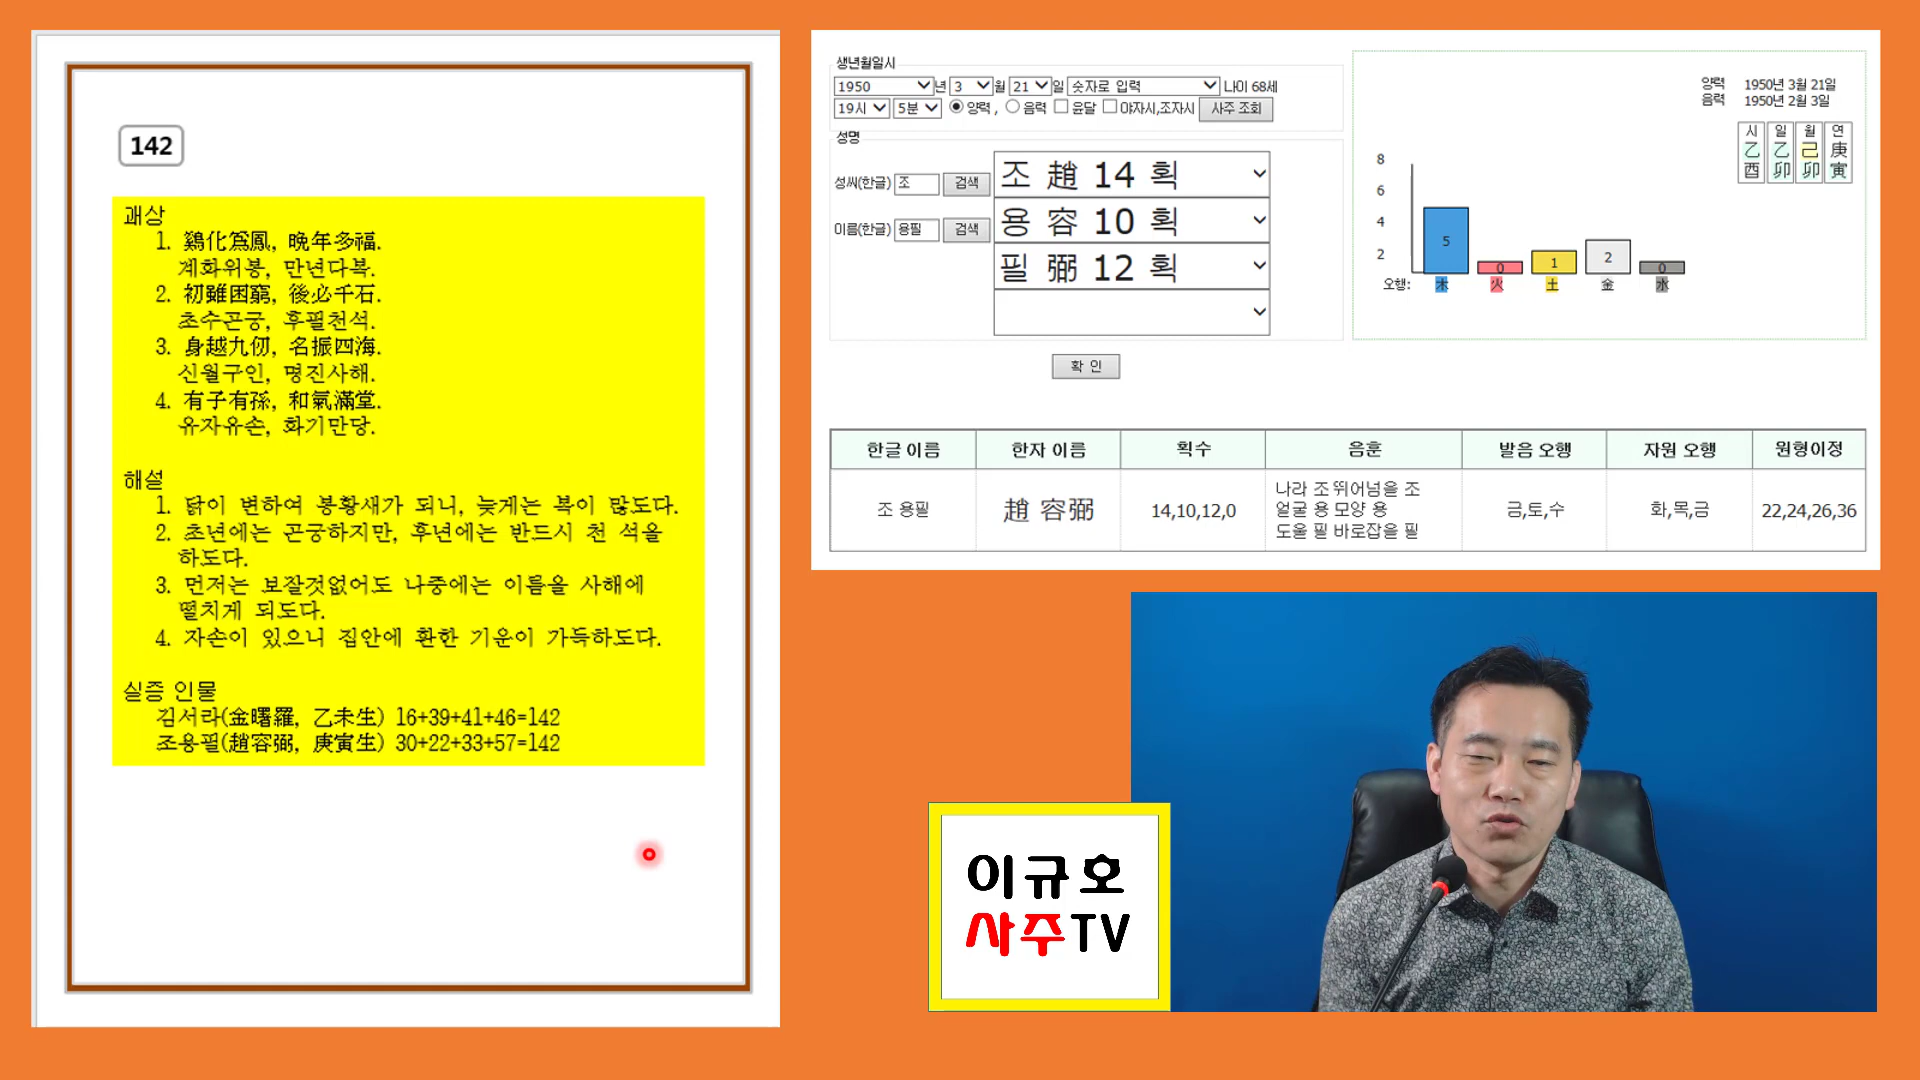 142
괘상
1. 鷄化爲鳳, 晩年多福.
계화위봉, 만년다복.
2. 初雖困窮, 後必千石.
초수곤궁, 후필천석.
3. 身越九仞, 名振四海.
신월구인, 명진사해.
4. 有子有孫, 和氣滿堂.
유자유손, 화기만당.
해설
1. 닭이 변하여 봉황새가 되니, 늦게는 복이 많도다.
2. 초년에는 곤궁하지만, 후년에는 반드시 천 석을
하도다.
3. 먼저는 보잘것없어도 나중에는 이름을 사해에
떨치게 되도다.
4. 자손이 있으니 집안에 환한 기운이 가득하도다.
실증 인물
김서라(金曙羅, 乙未生) 16+39+41+46=142
조용필(趙容弼, 庚寅生) 30+22+33+57=142
생년월일시
1950 년 3 월 21 일 숫자로 입력 나이 68세
19시 5분 양력, 음력 윤달 야자시,조자시 사주 조회
성명
성씨(한글) 조 검색 조 趙 14 획
이름(한글) 용필 검색 용 容 10 획
필 弼 12 획
확 인
양력 1950년 3월 21일
음력 1950년 2월 3일
시 일 월 연
乙 乙 己 庚
酉 卯 卯 寅
8
6
4
2
5 0 1 2 0
오행: 木 火 土 金 水
한글 이름 한자 이름 획수 음훈 발음 오행 자원 오행 원형이정
조 용필 趙 容弼 14,10,12,0 나라 조 뛰어넘을 조 금,토,수 화,목,금 22,24,26,36
얼굴 용 모양 용
도울 필 바로잡을 필
이규호
사주TV